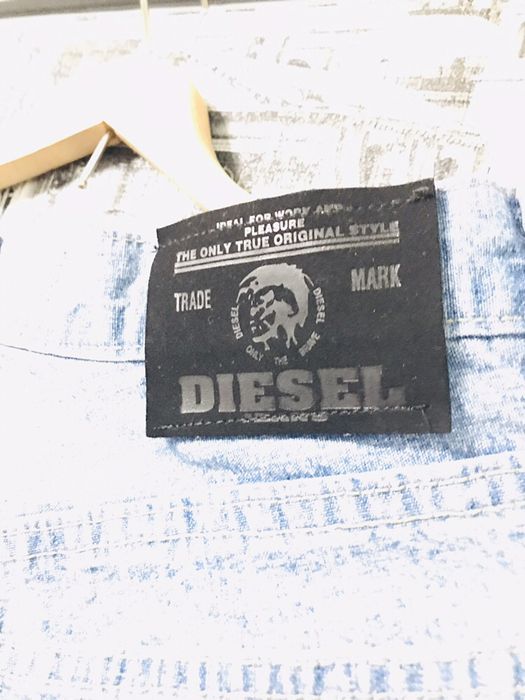 IDEAL FOR WORK AND
PLEASURE
THE ONLY TRUE ORIGINAL STYLE
TRADE MARK
DIESEL DIESEL
ONLY THE BRAVE
DIESEL